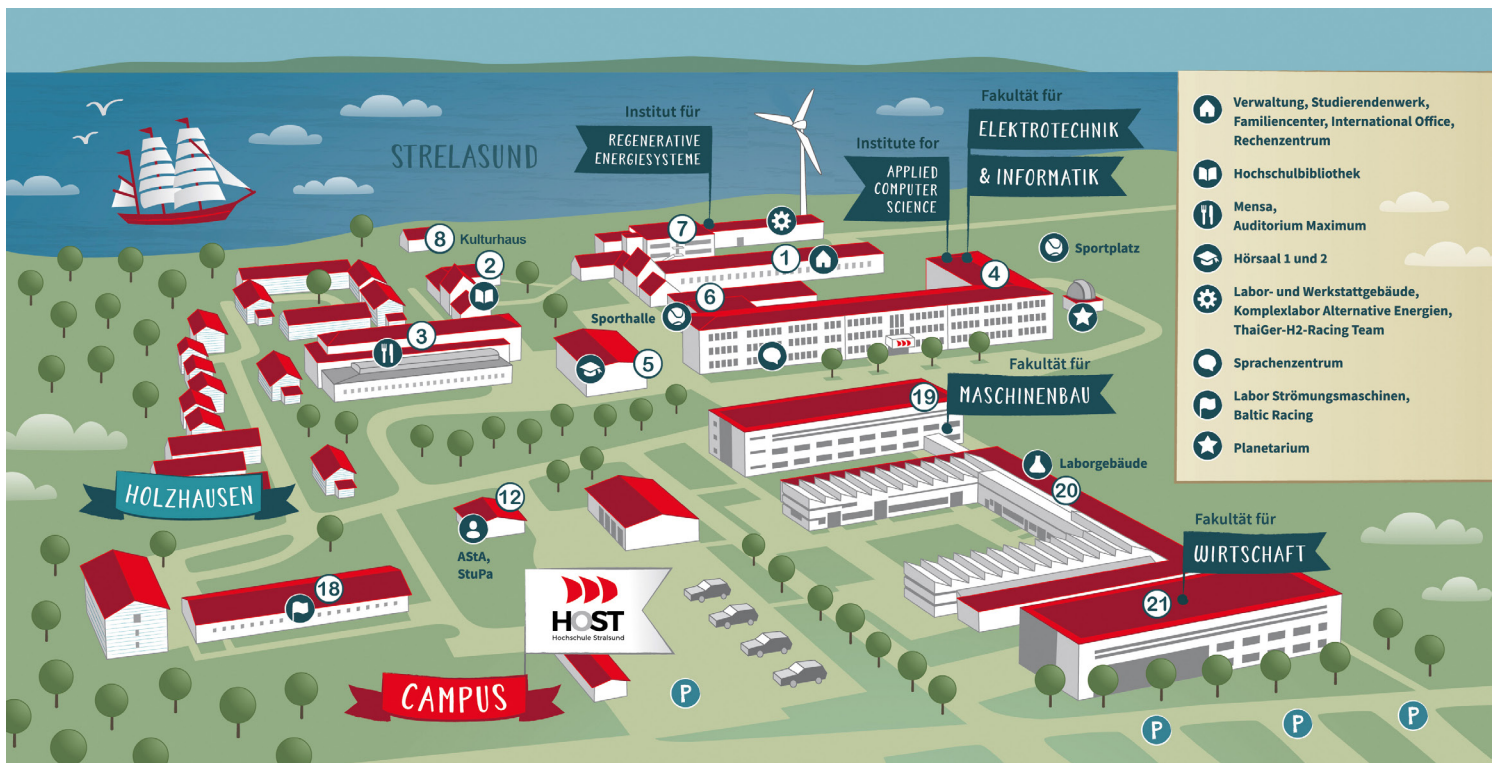 Institut für
REGENERATIVE
ENERGIESYSTEME
STRELASUND
Institute for
APPLIED
COMPUTER
SCIENCE
Fakultät für
ELEKTROTECHNIK
& INFORMATIK
8 Kulturhaus
2
7
1
Sportplatz
4
6
Sporthalle
3
5
Fakultät für
MASCHINENBAU
19
Laborgebäude
20
HOLZHAUSEN
12
AStA,
StuPa
18
HOST
Hochschule Stralsund
CAMPUS
Fakultät für
WIRTSCHAFT
21
P
P
P
P
Verwaltung, Studierendenwerk,
Familiencenter, International Office,
Rechenzentrum
Hochschulbibliothek
Mensa,
Auditorium Maximum
Hörsaal 1 und 2
Labor- und Werkstattgebäude,
Komplexlabor Alternative Energien,
ThaiGer-H2-Racing Team
Sprachenzentrum
Labor Strömungsmaschinen,
Baltic Racing
Planetarium